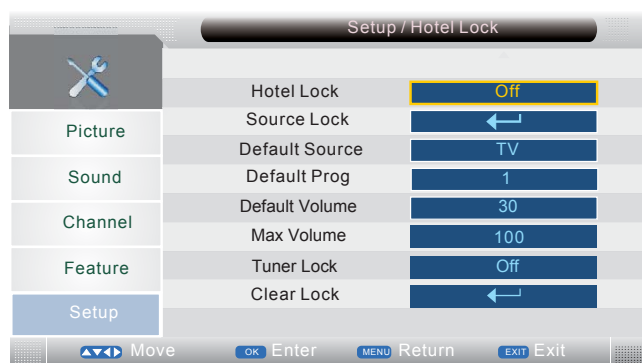 Setup / Hotel Lock
Hotel Lock Off
Source Lock
Default Source TV
Default Prog 1
Default Volume 30
Max Volume 100
Tuner Lock Off
Clear Lock
Picture
Sound
Channel
Feature
Setup
Move OK Enter MENU Return EXIT Exit